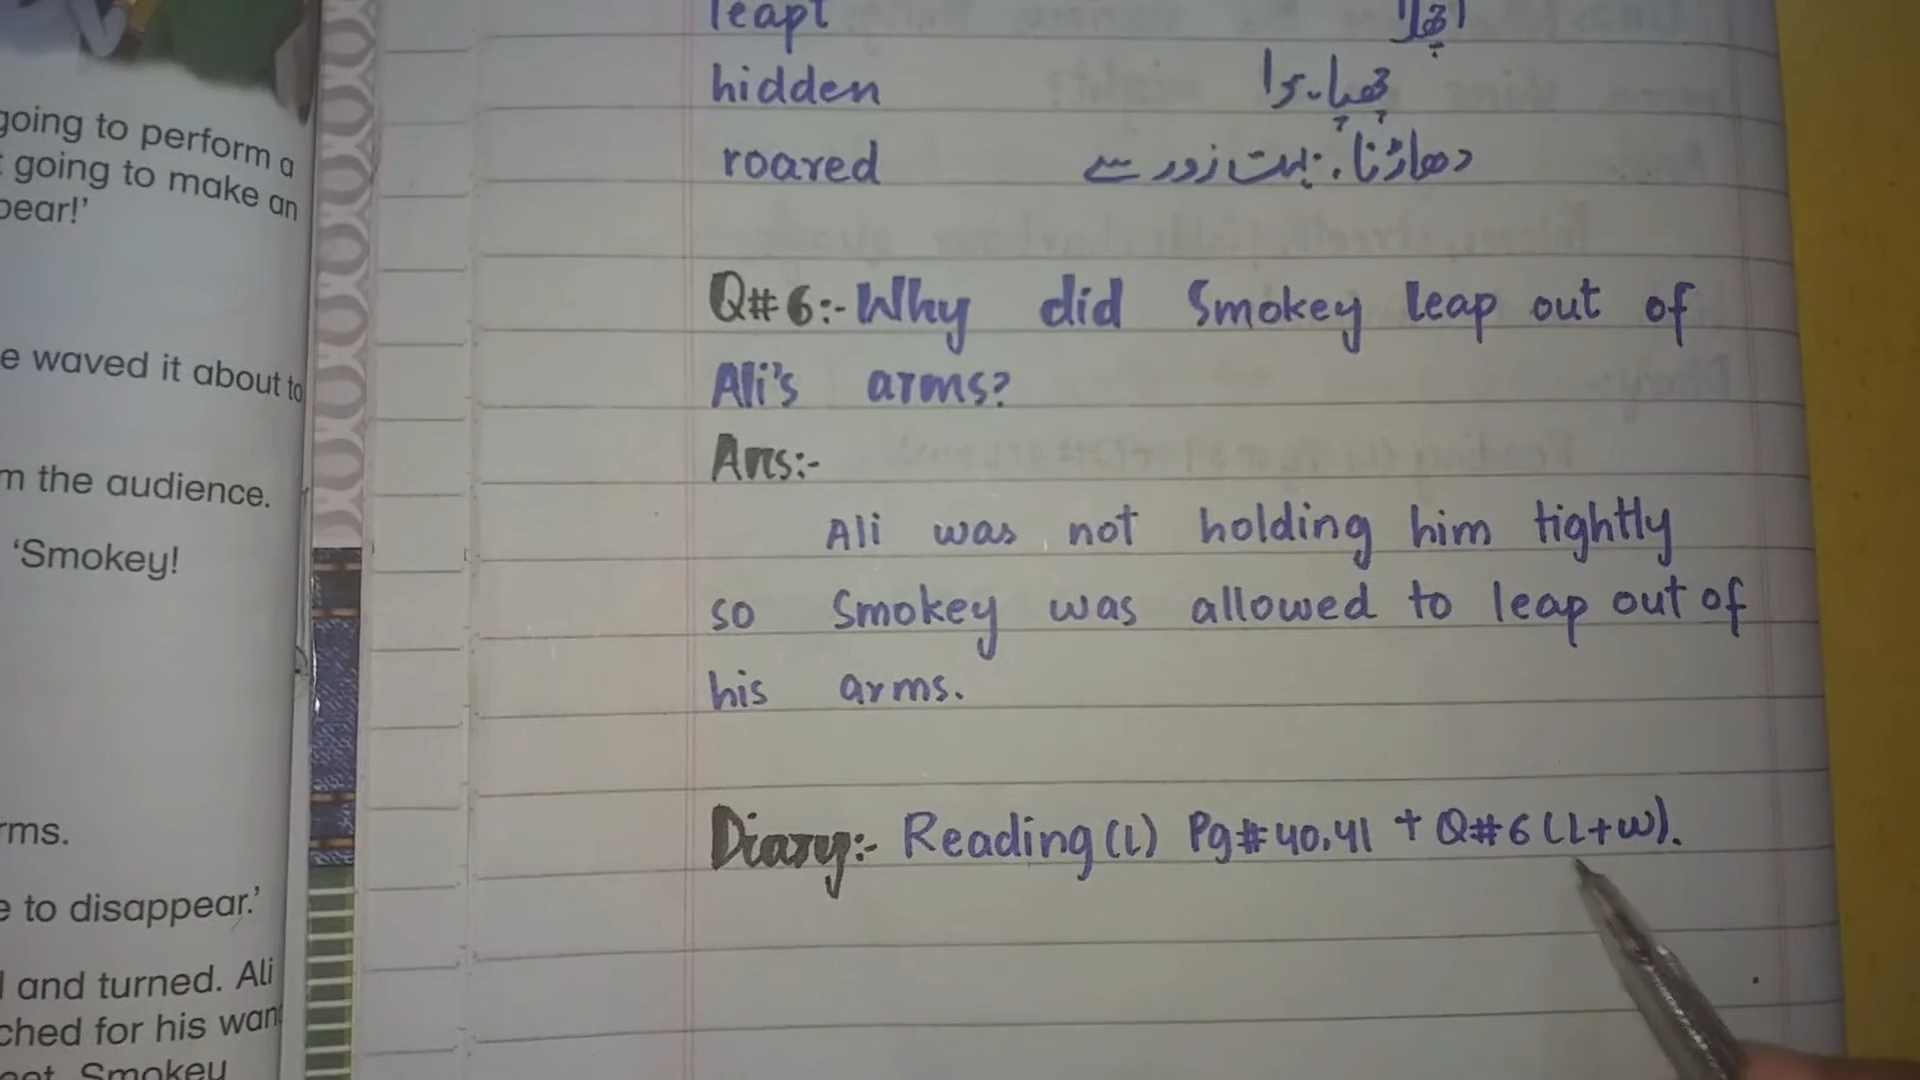 going to perform a
going to make an
pear!'
e waved it about to
m the audience.
'Smokey!
rms.
e to disappear.'
and turned. Ali
ched for his wan
Smokey
leapt اچھلا
hidden چھپا ہوا
roared دھاڑنا، بہت زور سے
Q#6:- Why did Smokey leap out of
Ali's arms?
Ans:-
Ali was not holding him tightly
so Smokey was allowed to leap out of
his arms.
Diary:- Reading (L) Pg#40,41 + Q#6 (L+W).